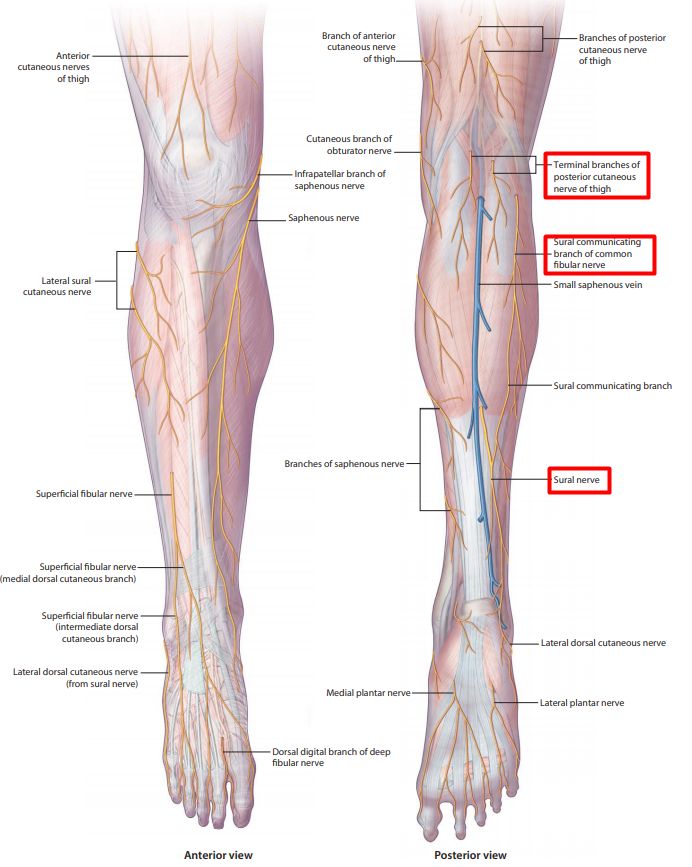 Anterior
cutaneous nerves
of thigh
Infrapatellar branch of
saphenous nerve
Saphenous nerve
Lateral sural
cutaneous nerve
Superficial fibular nerve
Superficial fibular nerve
(medial dorsal cutaneous branch)
Superficial fibular nerve
(intermediate dorsal
cutaneous branch)
Lateral dorsal cutaneous nerve
(from sural nerve)
Dorsal digital branch of deep
fibular nerve
Anterior view
Branch of anterior
cutaneous nerve
of thigh
Branches of posterior
cutaneous nerve
of thigh
Cutaneous branch of
obturator nerve
Terminal branches of
posterior cutaneous
nerve of thigh
Sural communicating
branch of common
fibular nerve
Small saphenous vein
Sural communicating branch
Branches of saphenous nerve
Sural nerve
Lateral dorsal cutaneous nerve
Medial plantar nerve
Lateral plantar nerve
Posterior view